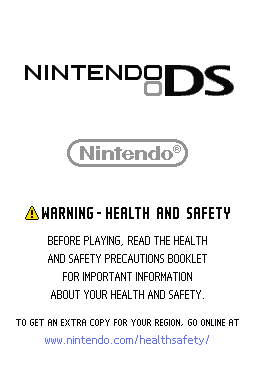 NINTENDO DS
Nintendo®
WARNING - HEALTH AND SAFETY
BEFORE PLAYING, READ THE HEALTH
AND SAFETY PRECAUTIONS BOOKLET
FOR IMPORTANT INFORMATION
ABOUT YOUR HEALTH AND SAFETY.
TO GET AN EXTRA COPY FOR YOUR REGION, GO ONLINE AT
www.nintendo.com/healthsafety/